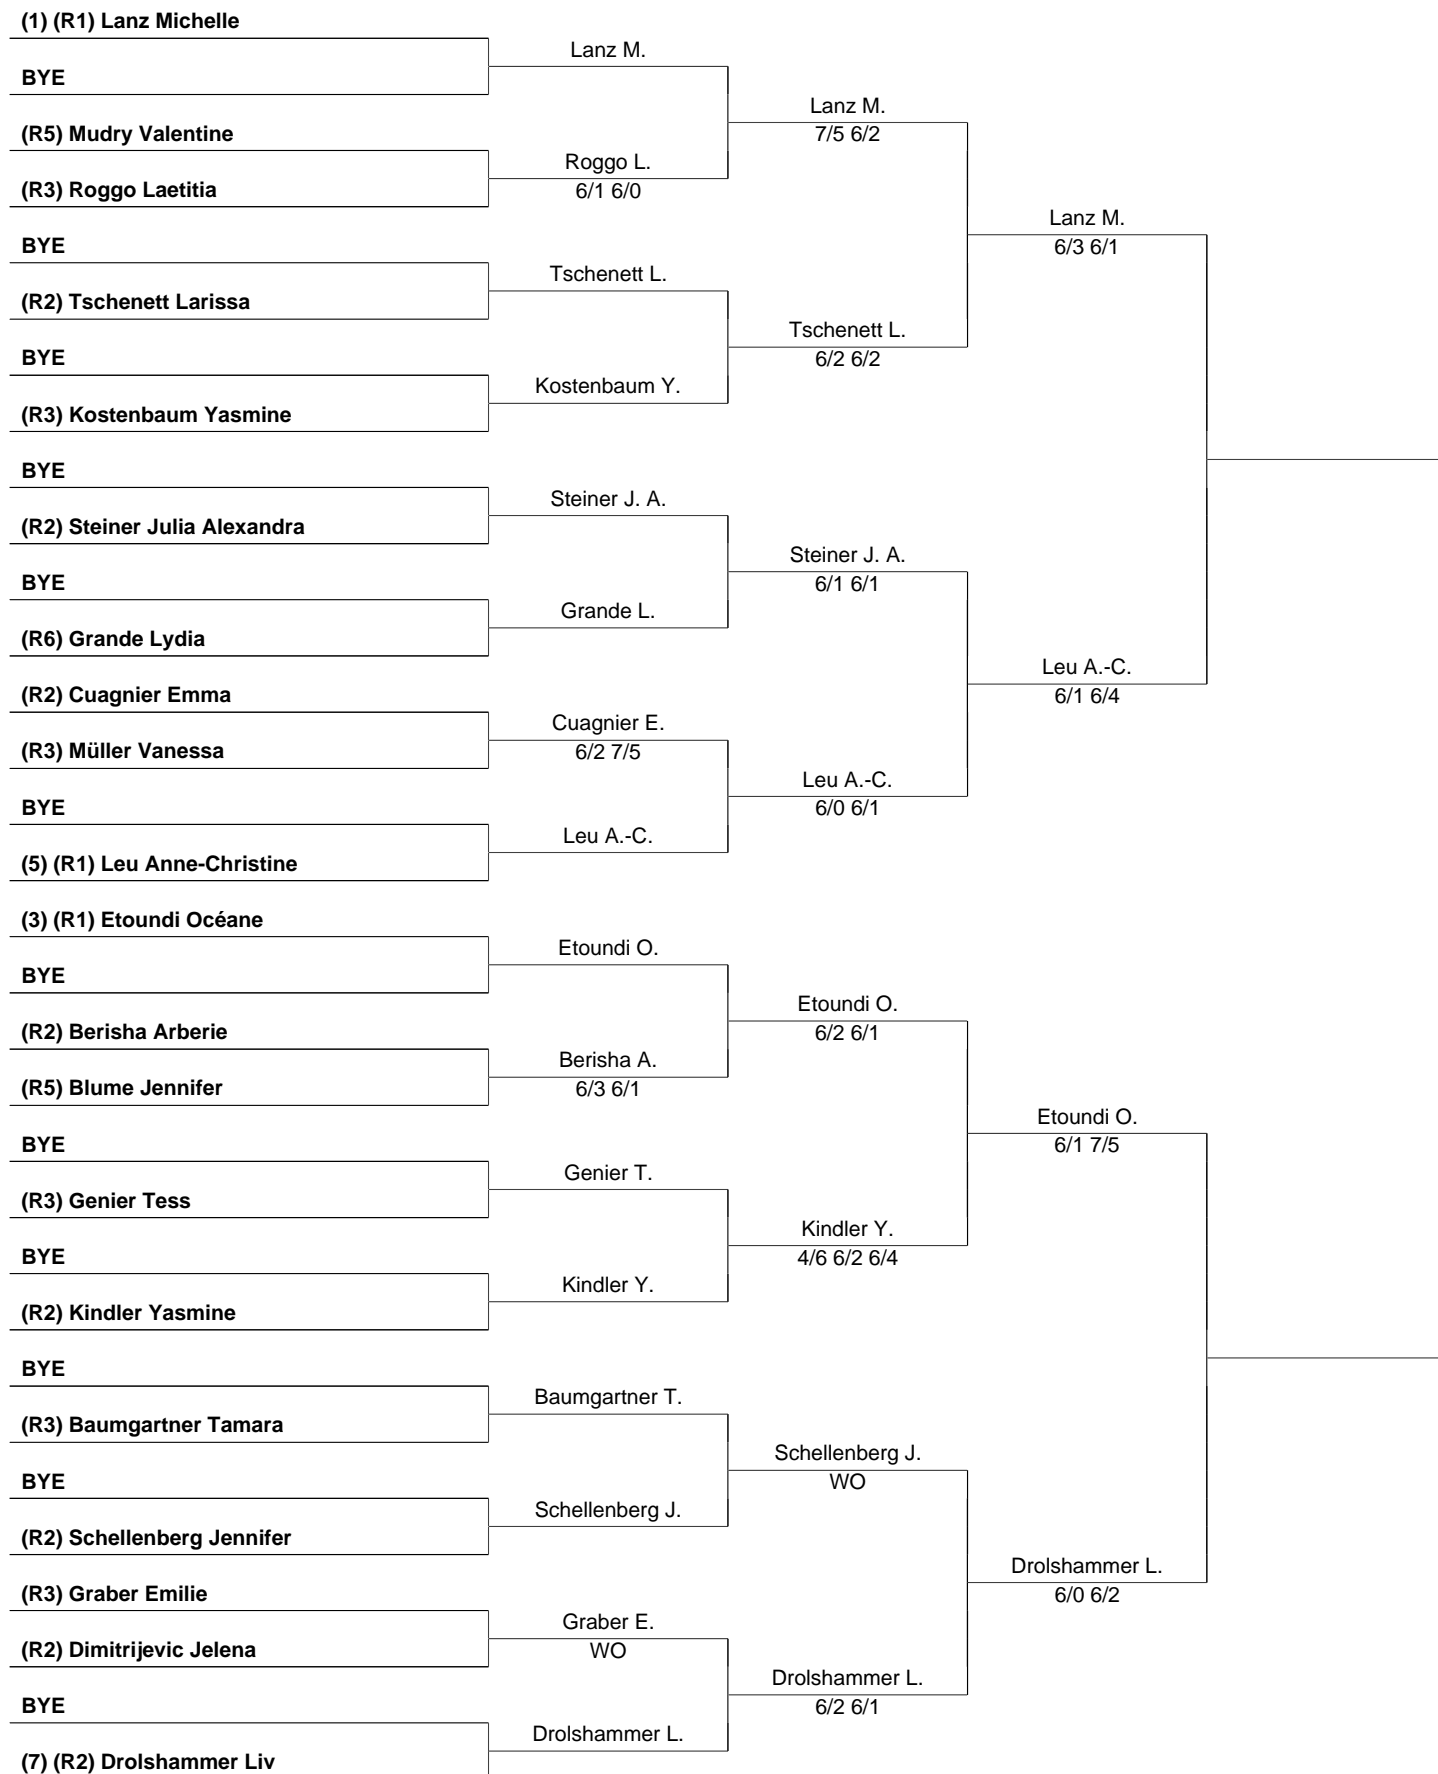 (1) (R1) Lanz Michelle
Lanz M.
BYE
Lanz M.
(R5) Mudry Valentine
7/5 6/2
Roggo L.
(R3) Roggo Laetitia
6/1 6/0
Lanz M.
BYE
6/3 6/1
Tschenett L.
(R2) Tschenett Larissa
Tschenett L.
BYE
6/2 6/2
Kostenbaum Y.
(R3) Kostenbaum Yasmine
BYE
Steiner J. A.
(R2) Steiner Julia Alexandra
Steiner J. A.
BYE
6/1 6/1
Grande L.
(R6) Grande Lydia
Leu A.-C.
(R2) Cuagnier Emma
6/1 6/4
Cuagnier E.
(R3) Müller Vanessa
6/2 7/5
Leu A.-C.
BYE
6/0 6/1
Leu A.-C.
(5) (R1) Leu Anne-Christine
(3) (R1) Etoundi Océane
Etoundi O.
BYE
Etoundi O.
(R2) Berisha Arberie
6/2 6/1
Berisha A.
(R5) Blume Jennifer
6/3 6/1
Etoundi O.
BYE
6/1 7/5
Genier T.
(R3) Genier Tess
Kindler Y.
BYE
4/6 6/2 6/4
Kindler Y.
(R2) Kindler Yasmine
BYE
Baumgartner T.
(R3) Baumgartner Tamara
Schellenberg J.
BYE
WO
Schellenberg J.
(R2) Schellenberg Jennifer
Drolshammer L.
(R3) Graber Emilie
6/0 6/2
Graber E.
(R2) Dimitrijevic Jelena
WO
Drolshammer L.
BYE
6/2 6/1
Drolshammer L.
(7) (R2) Drolshammer Liv